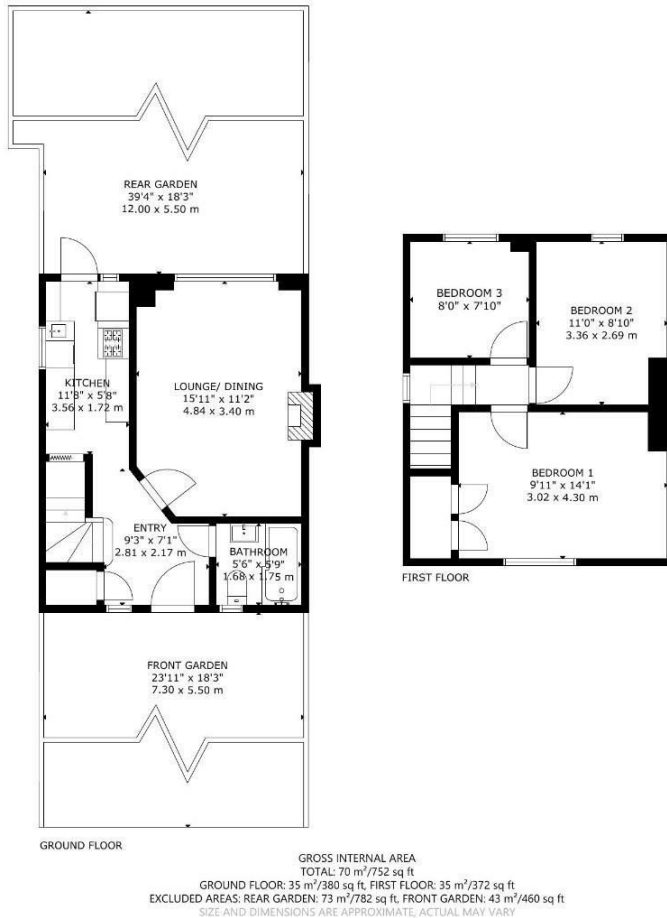 REAR GARDEN
39'4" x 18'3"
12.00 x 5.50 m
KITCHEN
11'8" x 5'8"
3.56 x 1.72 m
LOUNGE/ DINING
15'11" x 11'2"
4.84 x 3.40 m
ENTRY
9'3" x 7'1"
2.81 x 2.17 m
BATHROOM
5'6" x 5'9"
1.68 x 1.75 m
FRONT GARDEN
23'11" x 18'3"
7.30 x 5.50 m
GROUND FLOOR
BEDROOM 3
8'0" x 7'10"
BEDROOM 2
11'0" x 8'10"
3.36 x 2.69 m
BEDROOM 1
9'11" x 14'1"
3.02 x 4.30 m
FIRST FLOOR
GROSS INTERNAL AREA
TOTAL: 70 m²/752 sq ft
GROUND FLOOR: 35 m²/380 sq ft, FIRST FLOOR: 35 m²/372 sq ft
EXCLUDED AREAS: REAR GARDEN: 73 m²/782 sq ft, FRONT GARDEN: 43 m²/460 sq ft
SIZE AND DIMENSIONS ARE APPROXIMATE, ACTUAL MAY VARY